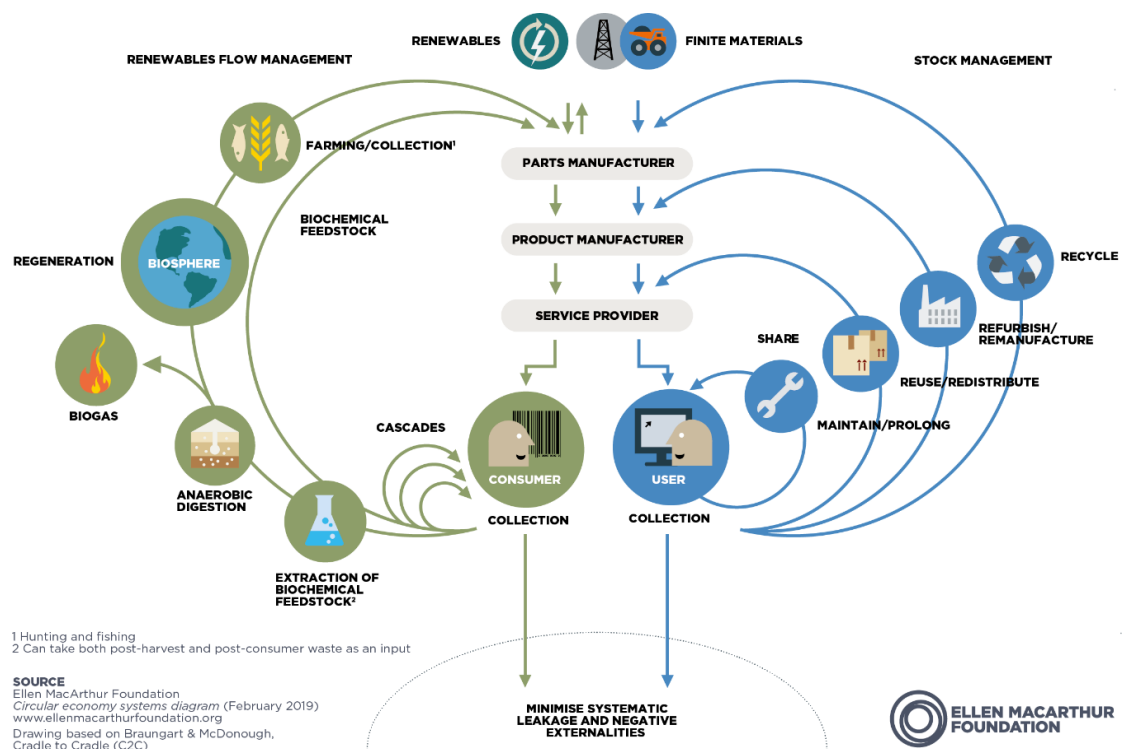 RENEWABLES
FINITE MATERIALS
RENEWABLES FLOW MANAGEMENT
STOCK MANAGEMENT
FARMING/COLLECTION¹
PARTS MANUFACTURER
BIOCHEMICAL
FEEDSTOCK
PRODUCT MANUFACTURER
REGENERATION
BIOSPHERE
RECYCLE
SERVICE PROVIDER
SHARE
REFURBISH/
REMANUFACTURE
REUSE/REDISTRIBUTE
BIOGAS
CASCADES
MAINTAIN/PROLONG
CONSUMER
USER
ANAEROBIC
DIGESTION
COLLECTION
COLLECTION
EXTRACTION OF
BIOCHEMICAL
FEEDSTOCK²
1 Hunting and fishing
2 Can take both post-harvest and post-consumer waste as an input
SOURCE
Ellen MacArthur Foundation
Circular economy systems diagram (February 2019)
www.ellenmacarthurfoundation.org
Drawing based on Braungart & McDonough,
Cradle to Cradle (C2C)
MINIMISE SYSTEMATIC
LEAKAGE AND NEGATIVE
EXTERNALITIES
ELLEN MACARTHUR
FOUNDATION